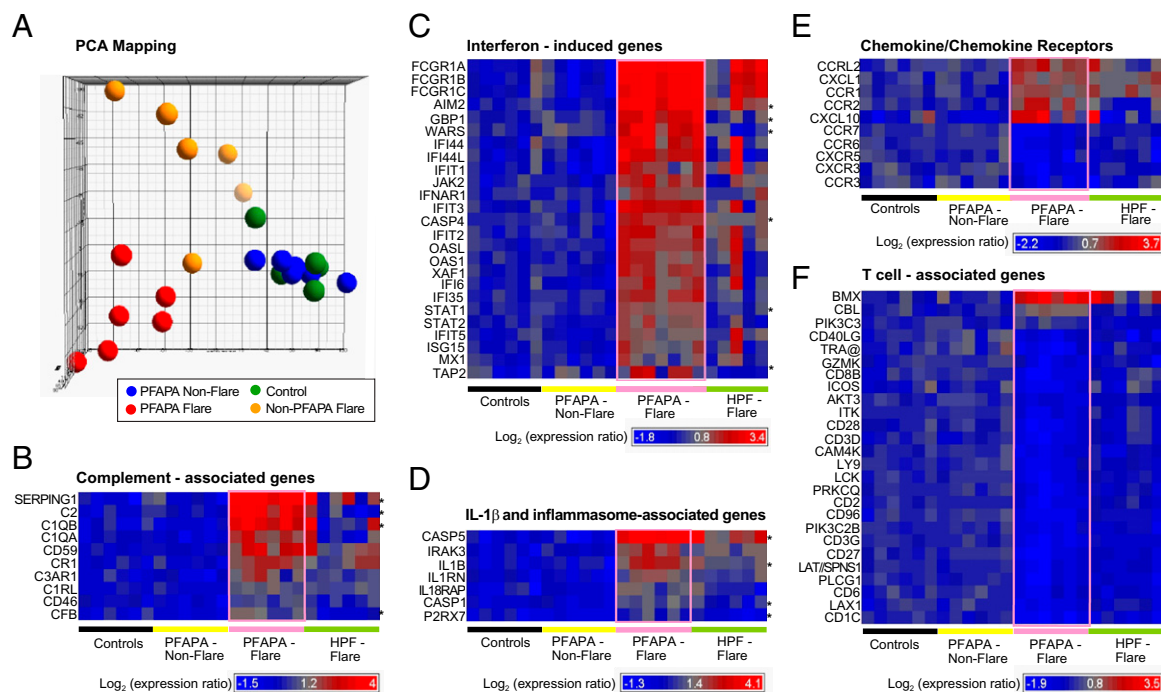 A
PCA Mapping
PFAPA Non-Flare
Control
PFAPA Flare
Non-PFAPA Flare
B
Complement - associated genes
SERPING1
*
C2
*
C1QB
*
C1QA
CD59
CR1
C3AR1
C1RL
CD46
CFB
*
Controls
PFAPA -
Non-Flare
PFAPA -
Flare
HPF -
Flare
Log2 (expression ratio)
-1.5 1.2 4
C
Interferon - induced genes
FCGR1A
FCGR1B
FCGR1C
AIM2
*
GBP1
*
WARS
*
IFI44
IFI44L
IFIT1
JAK2
IFNAR1
IFIT3
CASP4
*
IFIT2
OASL
OAS1
XAF1
IFI6
IFI35
STAT1
*
STAT2
IFIT5
ISG15
MX1
TAP2
*
Controls
PFAPA -
Non-Flare
PFAPA -
Flare
HPF -
Flare
Log2 (expression ratio)
-1.8 0.8 3.4
D
IL-1β and inflammasome-associated genes
CASP5
*
IRAK3
IL1B
*
IL1RN
IL18RAP
CASP1
*
P2RX7
*
Controls
PFAPA -
Non-Flare
PFAPA -
Flare
HPF -
Flare
Log2 (expression ratio)
-1.3 1.4 4.1
E
Chemokine/Chemokine Receptors
CCRL2
CXCL1
CCR1
CCR2
CXCL10
CCR7
CCR6
CXCR5
CXCR3
CCR3
Controls
PFAPA -
Non-Flare
PFAPA -
Flare
HPF -
Flare
Log2 (expression ratio)
-2.2 0.7 3.7
F
T cell - associated genes
BMX
CBL
PIK3C3
CD40LG
TRA@
GZMK
CD8B
ICOS
AKT3
ITK
CD28
CD3D
CAM4K
LY9
LCK
PRKCQ
CD2
CD96
PIK3C2B
CD3G
CD27
LAT//SPNS1
PLCG1
CD6
LAX1
CD1C
Controls
PFAPA -
Non-Flare
PFAPA -
Flare
HPF -
Flare
Log2 (expression ratio)
-1.9 0.8 3.5